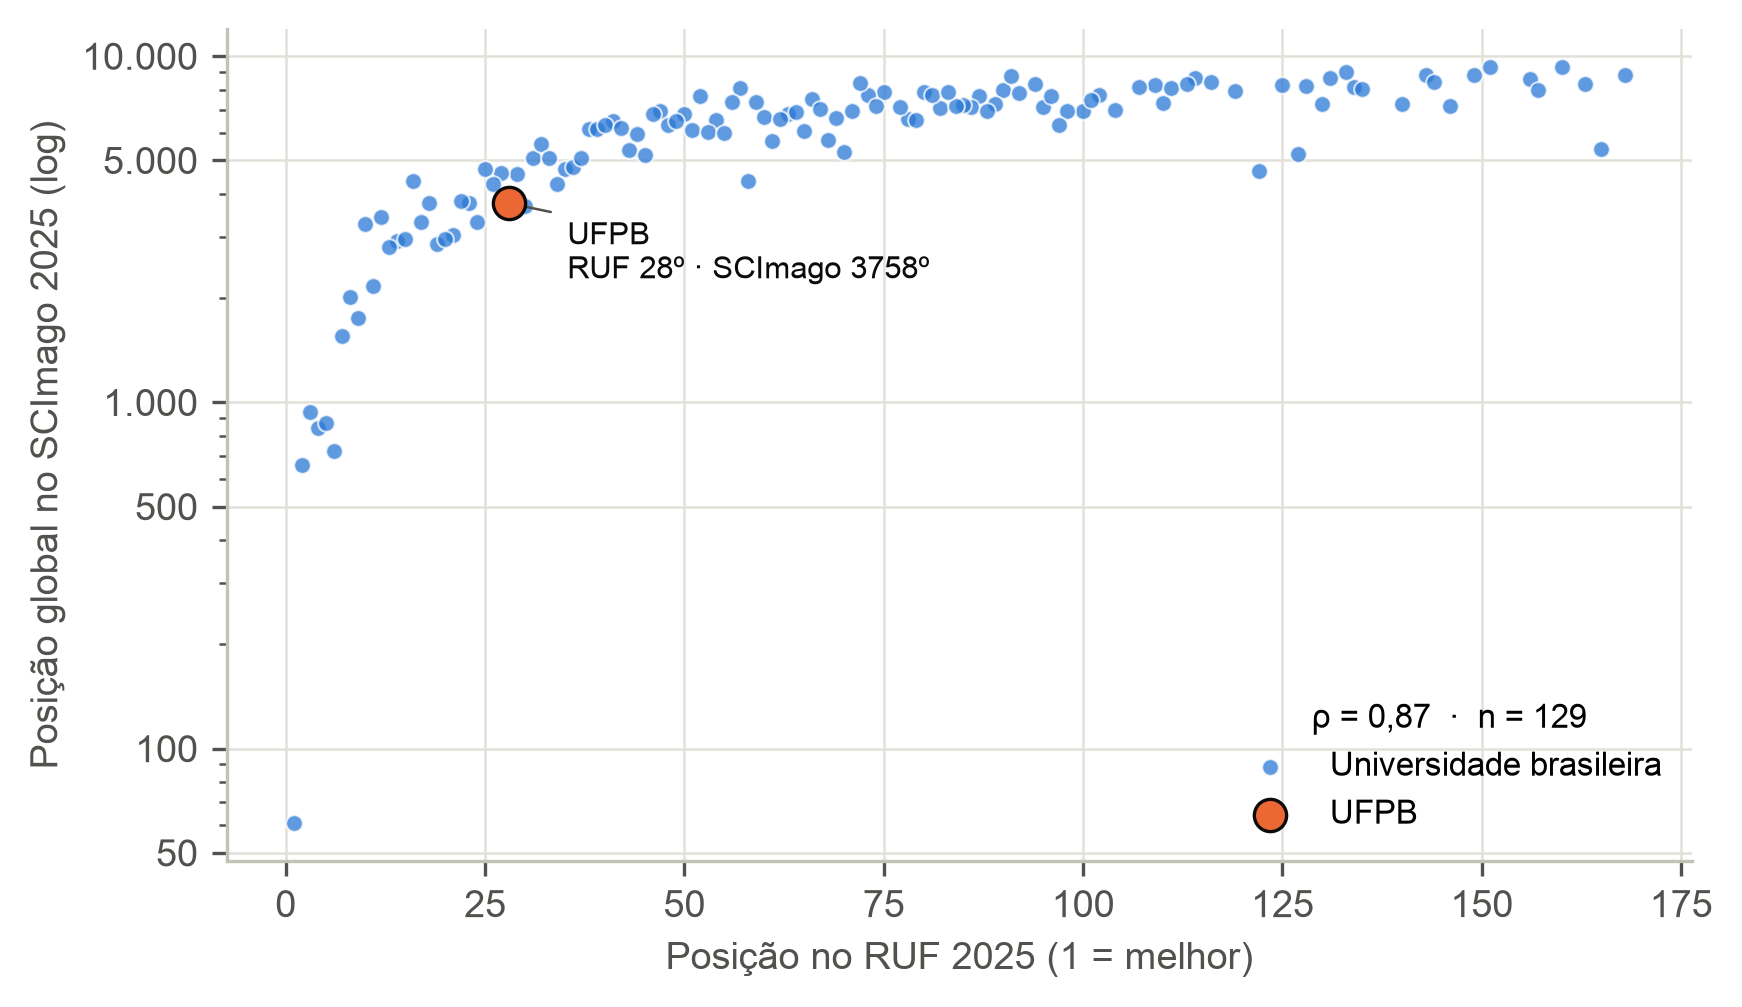 Posição global no SCImago 2025 (log)
10.000
5.000
1.000
500
100
50
UFPB
RUF 28º · SCImago 3758º
ρ = 0,87 · n = 129
Universidade brasileira
UFPB
0 25 50 75 100 125 150 175
Posição no RUF 2025 (1 = melhor)